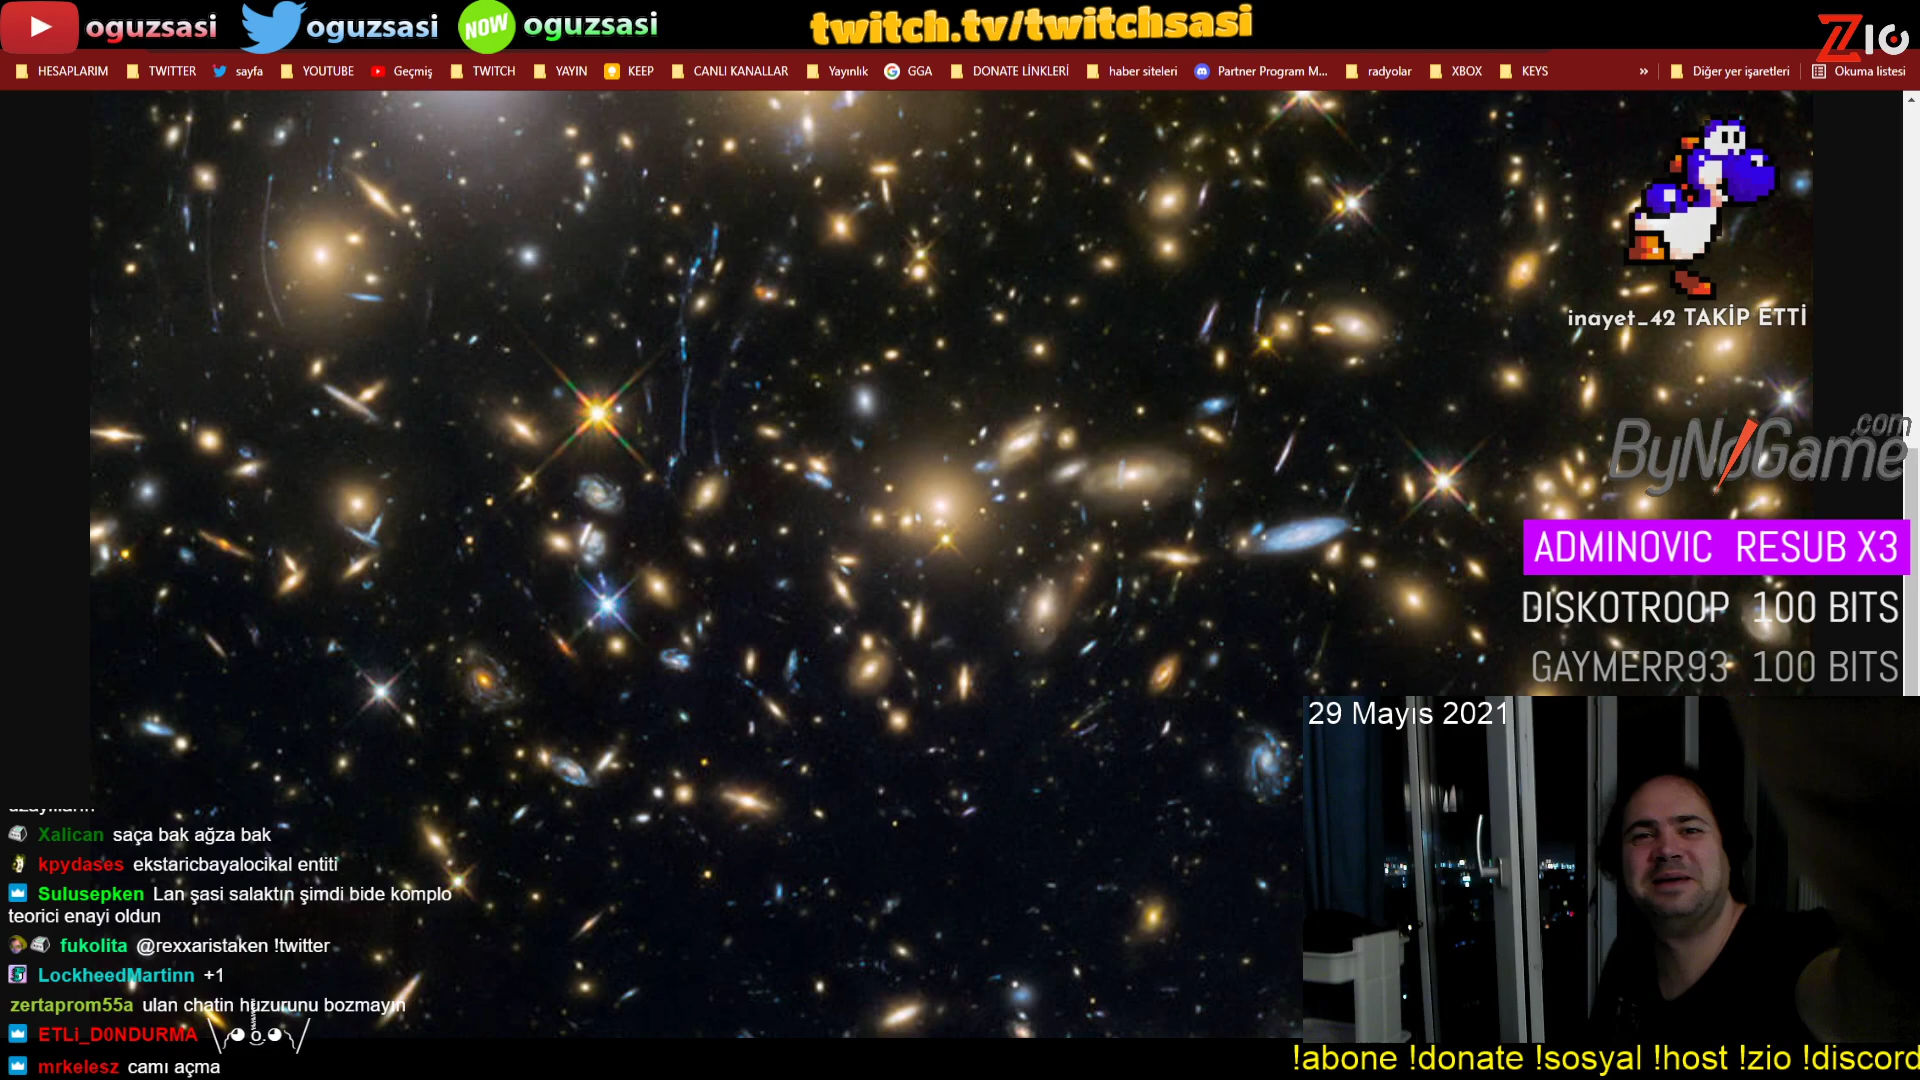 oguzsasi
oguzsasi
NOW
oguzsasi
twitch.tv/twitchsasi
ZIO
HESAPLARIM
TWITTER
sayfa
YOUTUBE
Geçmiş
TWITCH
YAYIN
KEEP
CANLI KANALLAR
Yayınlık
GGA
DONATE LİNKLERİ
haber siteleri
Partner Program M...
radyolar
XBOX
KEYS
»
Diğer yer işaretleri
Okuma listesi
inayet_42 TAKİP ETTİ
ByNoGame.com
ADMINOVIC RESUB X3
DISKOTROOP 100 BITS
GAYMERR93 100 BITS
29 Mayıs 2021
Xalican saça bak ağza bak
kpydases ekstaricbayalocikal entiti
Sulusepken Lan şasi salaktın şimdi bide komplo
teorici enayi oldun
fukolita @rexxaristaken !twitter
LockheedMartinn +1
zertaprom55a ulan chatin huzurunu bozmayın
ETLi_D0NDURMA
mrkelesz camı açma
!abone !donate !sosyal !host !zio !discord